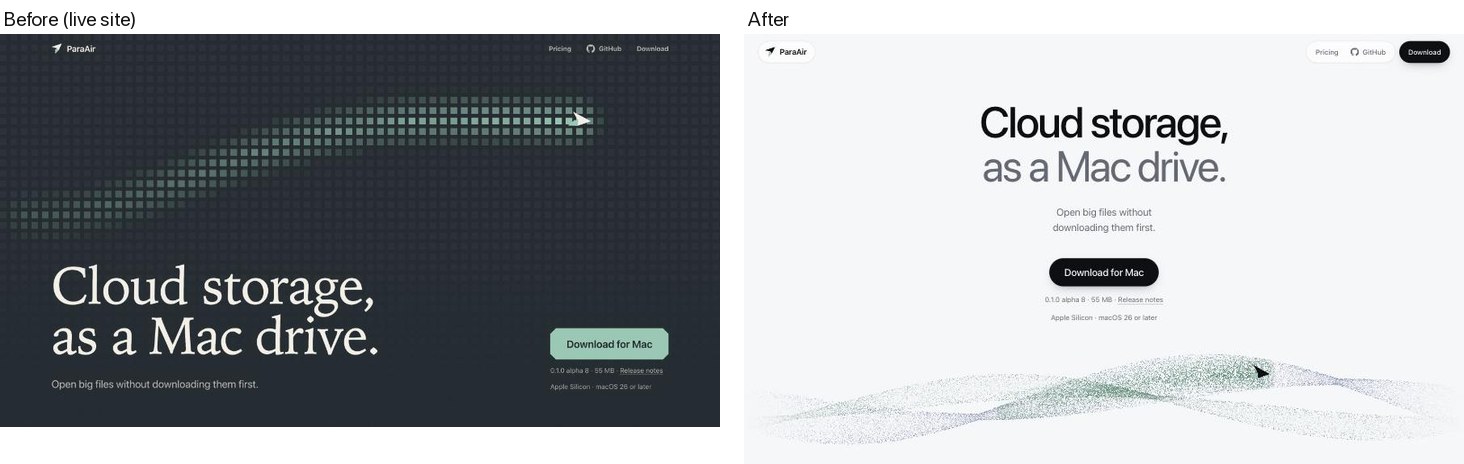 Before (live site)
ParaAir
Pricing
GitHub
Download
Cloud storage,
as a Mac drive.
Open big files without downloading them first.
Download for Mac
0.1.0 alpha 8 · 55 MB · Release notes
Apple Silicon · macOS 26 or later
After
ParaAir
Pricing
GitHub
Download
Cloud storage,
as a Mac drive.
Open big files without
downloading them first.
Download for Mac
0.1.0 alpha 8 · 55 MB · Release notes
Apple Silicon · macOS 26 or later